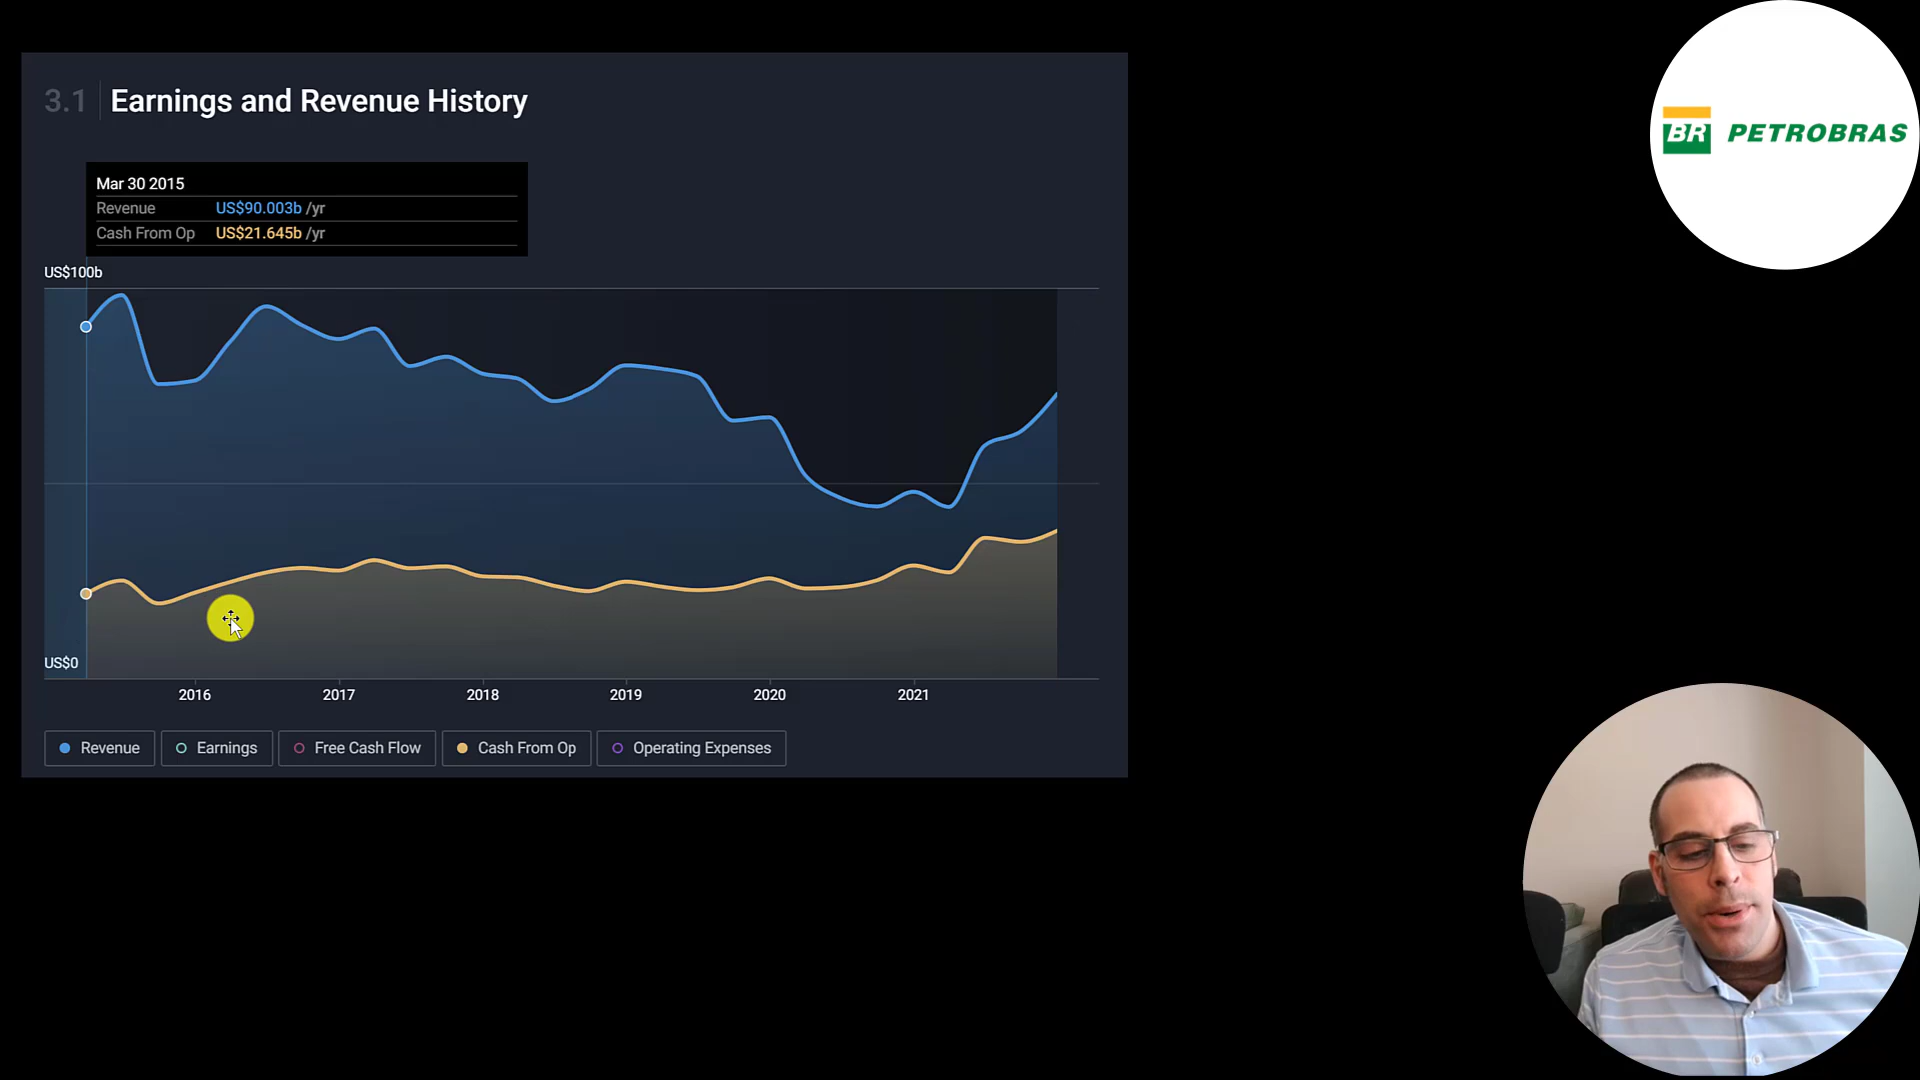 BR PETROBRAS
3.1 Earnings and Revenue History
Mar 30 2015
Revenue US$90.003b /yr
Cash From Op US$21.645b /yr
US$100b
US$0
2016 2017 2018 2019 2020 2021
Revenue Earnings Free Cash Flow Cash From Op Operating Expenses